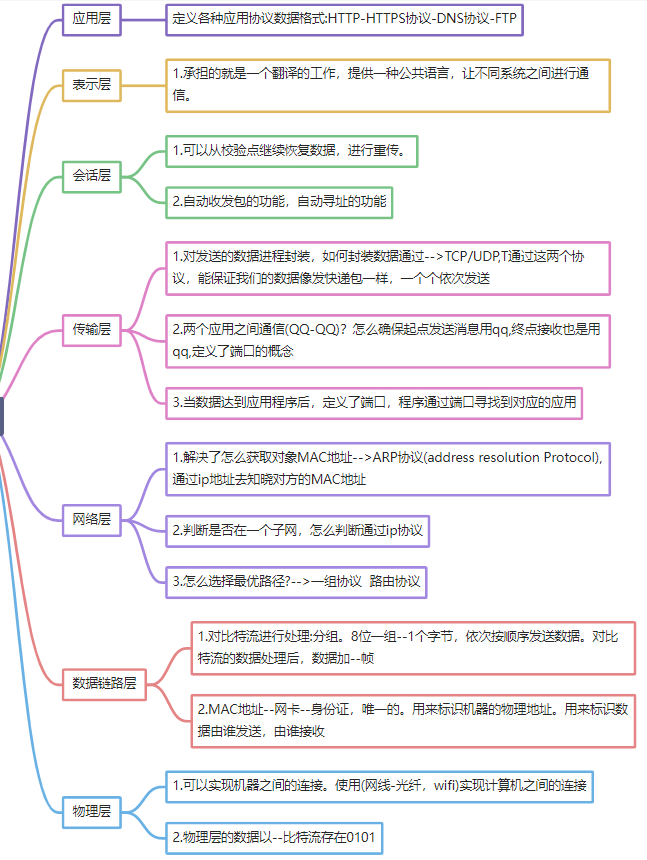 应用层
定义各种应用协议数据格式:HTTP-HTTPS协议-DNS协议-FTP
表示层
1.承担的就是一个翻译的工作，提供一种公共语言，让不同系统之间进行通
信。
会话层
1.可以从校验点继续恢复数据，进行重传。
2.自动收发包的功能，自动寻址的功能
传输层
1.对发送的数据进程封装，如何封装数据通过-->TCP/UDP,T通过这两个协
议，能保证我们的数据像发快递包一样，一个个依次发送
2.两个应用之间通信(QQ-QQ)？怎么确保起点发送消息用qq,终点接收也是用
qq,定义了端口的概念
3.当数据达到应用程序后，定义了端口，程序通过端口寻找到对应的应用
网络层
1.解决了怎么获取对象MAC地址-->ARP协议(address resolution Protocol),
通过ip地址去知晓对方的MAC地址
2.判断是否在一个子网，怎么判断通过ip协议
3.怎么选择最优路径?-->一组协议 路由协议
数据链路层
1.对比特流进行处理:分组。8位一组--1个字节，依次按顺序发送数据。对比
特流的数据处理后，数据加--帧
2.MAC地址--网卡--身份证，唯一的。用来标识机器的物理地址。用来标识数
据由谁发送，由谁接收
物理层
1.可以实现机器之间的连接。使用(网线-光纤，wifi)实现计算机之间的连接
2.物理层的数据以--比特流存在0101